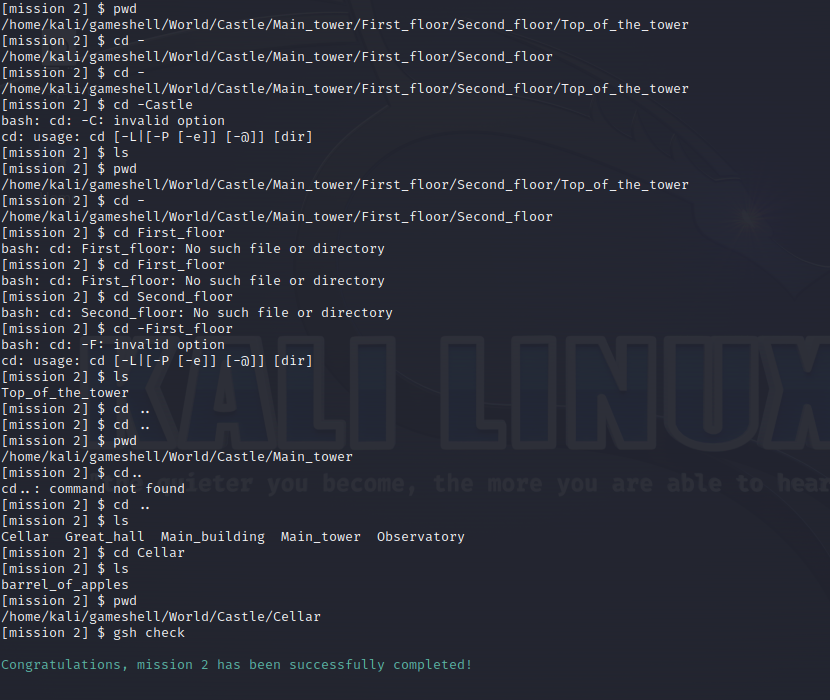 [mission 2] $ pwd
/home/kali/gameshell/World/Castle/Main_tower/First_floor/Second_floor/Top_of_the_tower
[mission 2] $ cd -
/home/kali/gameshell/World/Castle/Main_tower/First_floor/Second_floor
[mission 2] $ cd -
/home/kali/gameshell/World/Castle/Main_tower/First_floor/Second_floor/Top_of_the_tower
[mission 2] $ cd -Castle
bash: cd: -C: invalid option
cd: usage: cd [-L|[-P [-e]] [-@]] [dir]
[mission 2] $ ls
[mission 2] $ pwd
/home/kali/gameshell/World/Castle/Main_tower/First_floor/Second_floor/Top_of_the_tower
[mission 2] $ cd -
/home/kali/gameshell/World/Castle/Main_tower/First_floor/Second_floor
[mission 2] $ cd First_floor
bash: cd: First_floor: No such file or directory
[mission 2] $ cd First_floor
bash: cd: First_floor: No such file or directory
[mission 2] $ cd Second_floor
bash: cd: Second_floor: No such file or directory
[mission 2] $ cd -First_floor
bash: cd: -F: invalid option
cd: usage: cd [-L|[-P [-e]] [-@]] [dir]
[mission 2] $ ls
Top_of_the_tower
[mission 2] $ cd ..
[mission 2] $ cd ..
[mission 2] $ pwd
/home/kali/gameshell/World/Castle/Main_tower
[mission 2] $ cd..
cd..: command not found
[mission 2] $ cd ..
[mission 2] $ ls
Cellar  Great_hall  Main_building  Main_tower  Observatory
[mission 2] $ cd Cellar
[mission 2] $ ls
barrel_of_apples
[mission 2] $ pwd
/home/kali/gameshell/World/Castle/Cellar
[mission 2] $ gsh check
Congratulations, mission 2 has been successfully completed!
KALI LINUX
quieter you become, the more you are able to hear